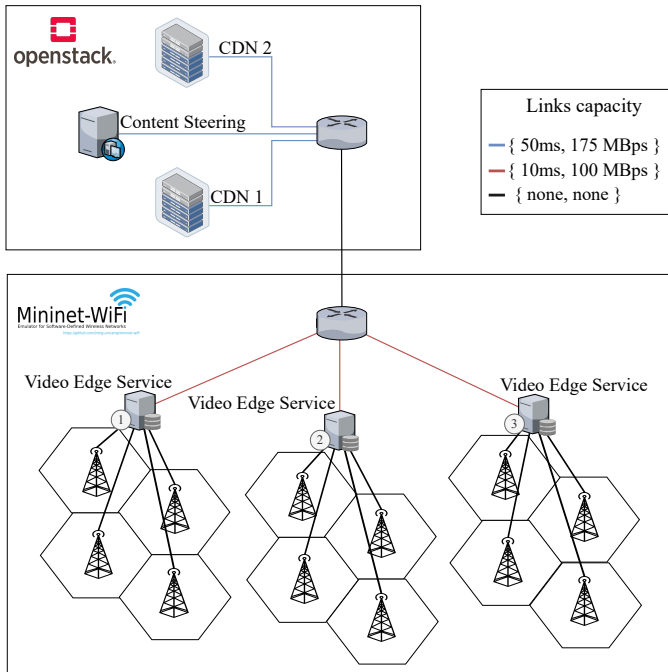 openstack.
CDN 2
Content Steering
CDN 1
Links capacity
{ 50ms, 175 MBps }
{ 10ms, 100 MBps }
{ none, none }
Mininet-WiFi
Emulator for Software-Defined Wireless Networks
Video Edge Service
Video Edge Service
Video Edge Service
1
2
3